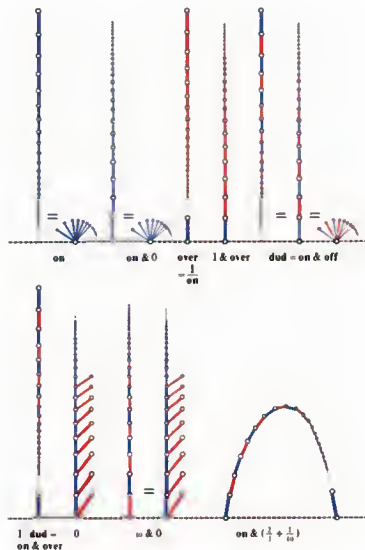 = = = =
on on & 0 over 1 & over dud = on & off
= 1/on
=
1 dud = 0 ω & 0 on & (2/1 + 1/ω)
on & over